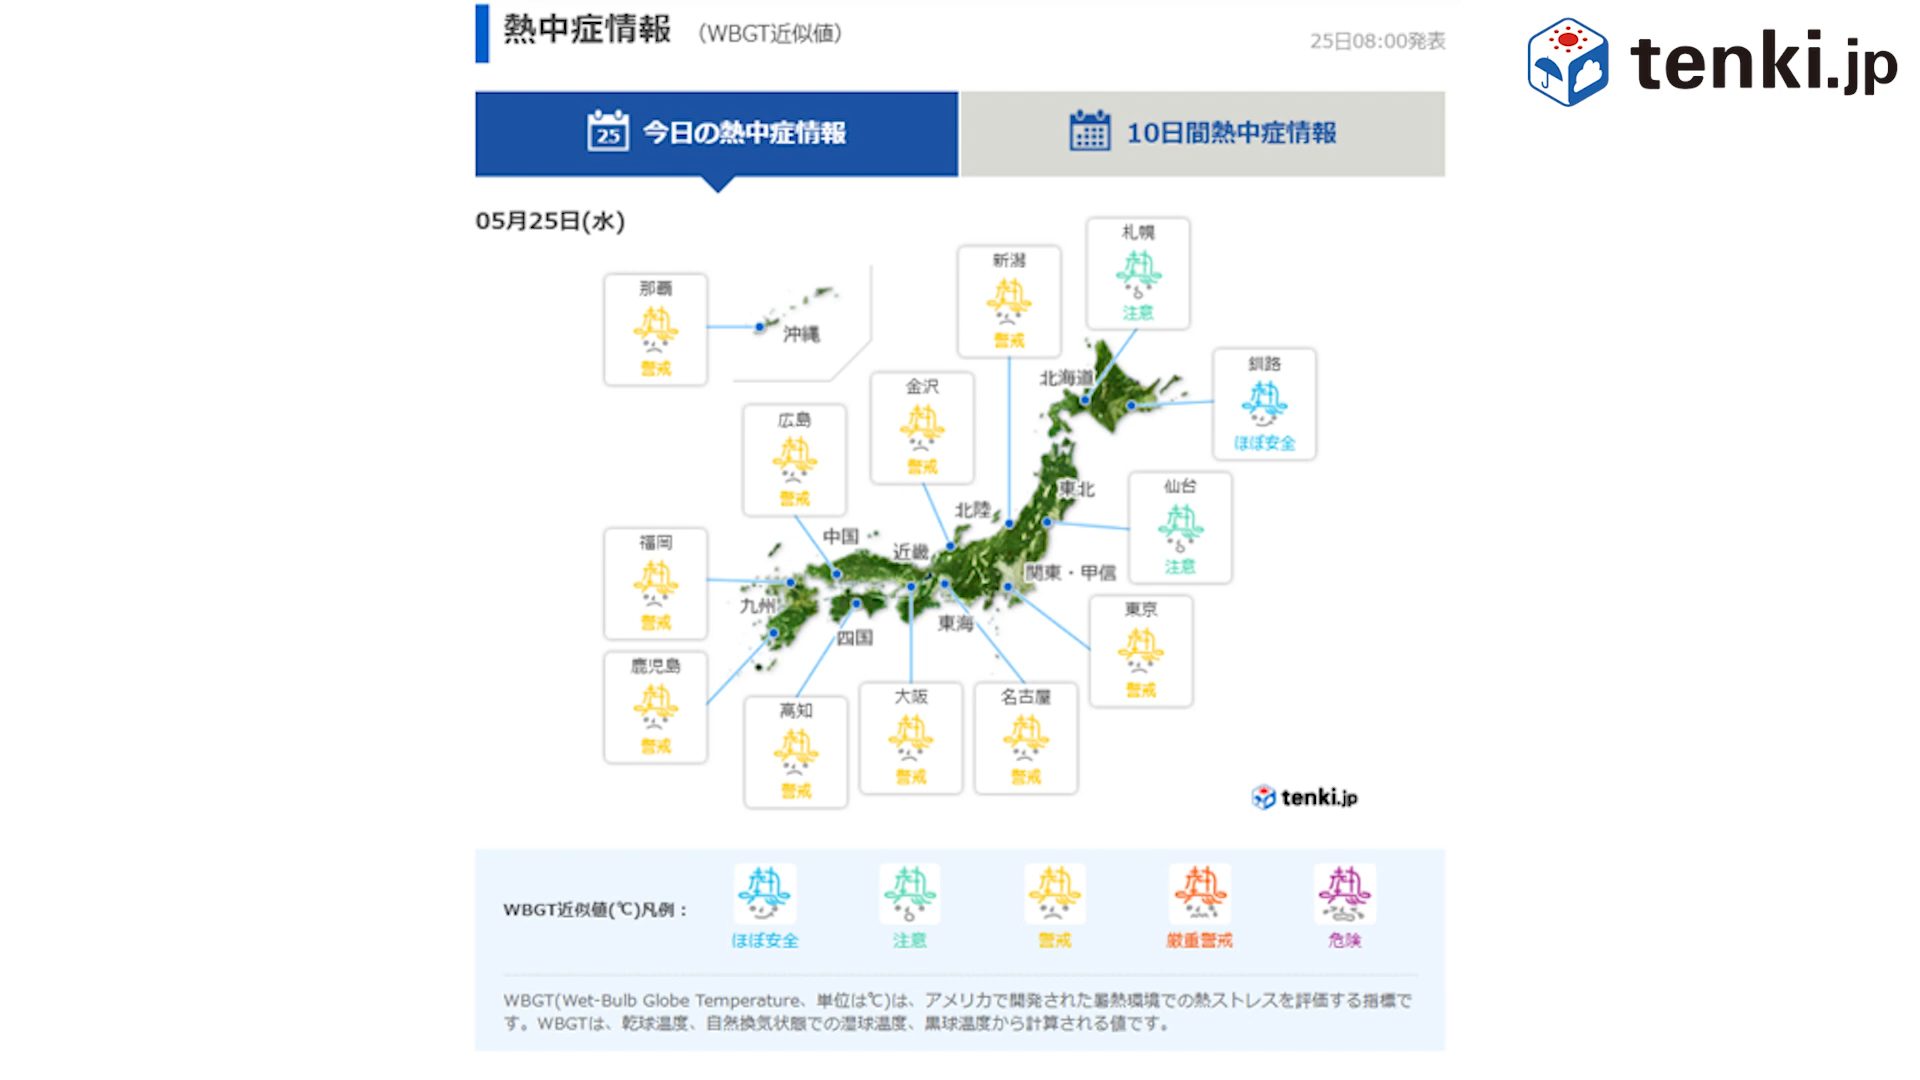 熱中症情報 （WBGT近似値）
25日08:00発表
tenki.jp
25 今日の熱中症情報
10日間熱中症情報
05月25日(水)
札幌
注意
新潟
警戒
那覇
警戒
沖縄
釧路
ほぼ安全
北海道
金沢
警戒
広島
警戒
仙台
注意
東北
北陸
中国
近畿
福岡
警戒
関東・甲信
九州
東京
警戒
東海
四国
鹿児島
警戒
高知
警戒
大阪
警戒
名古屋
警戒
tenki.jp
WBGT近似値(℃)凡例：
ほぼ安全
注意
警戒
厳重警戒
危険
WBGT(Wet-Bulb Globe Temperature、単位は℃)は、アメリカで開発された暑熱環境での熱ストレスを評価する指標で
す。WBGTは、乾球温度、自然換気状態での湿球温度、黒球温度から計算される値です。